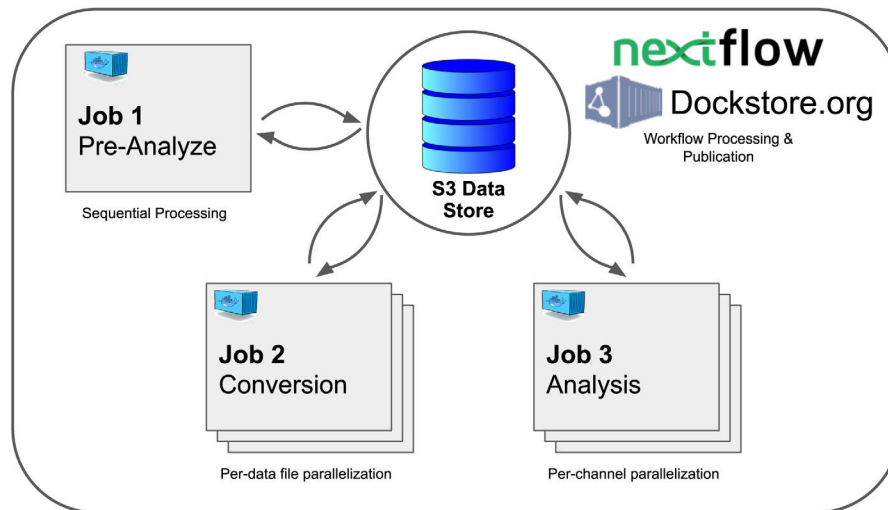 nextflow
Dockstore.org
Workflow Processing &
Publication
Job 1
Pre-Analyze
Sequential Processing
S3 Data
Store
Job 2
Conversion
Per-data file parallelization
Job 3
Analysis
Per-channel parallelization